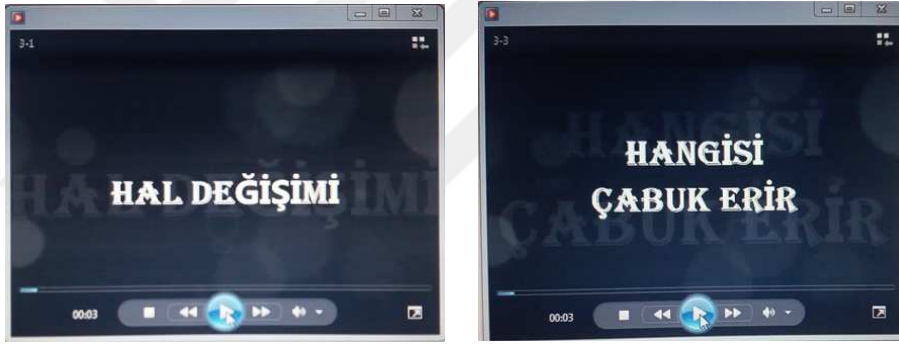 3-1
HAL DEĞİŞİMİ
00:03
3-3
HANGİSİ
ÇABUK ERİR
00:03